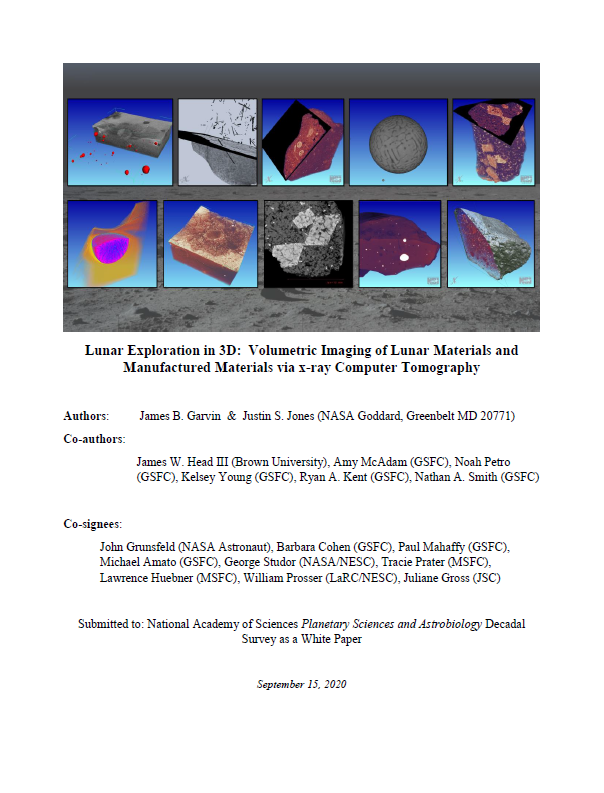 Lunar Exploration in 3D: Volumetric Imaging of Lunar Materials and
Manufactured Materials via x-ray Computer Tomography
Authors: James B. Garvin & Justin S. Jones (NASA Goddard, Greenbelt MD 20771)
Co-authors:
James W. Head III (Brown University), Amy McAdam (GSFC), Noah Petro
(GSFC), Kelsey Young (GSFC), Ryan A. Kent (GSFC), Nathan A. Smith (GSFC)
Co-signees:
John Grunsfeld (NASA Astronaut), Barbara Cohen (GSFC), Paul Mahaffy (GSFC),
Michael Amato (GSFC), George Studor (NASA/NESC), Tracie Prater (MSFC),
Lawrence Huebner (MSFC), William Prosser (LaRC/NESC), Juliane Gross (JSC)
Submitted to: National Academy of Sciences Planetary Sciences and Astrobiology Decadal
Survey as a White Paper
September 15, 2020